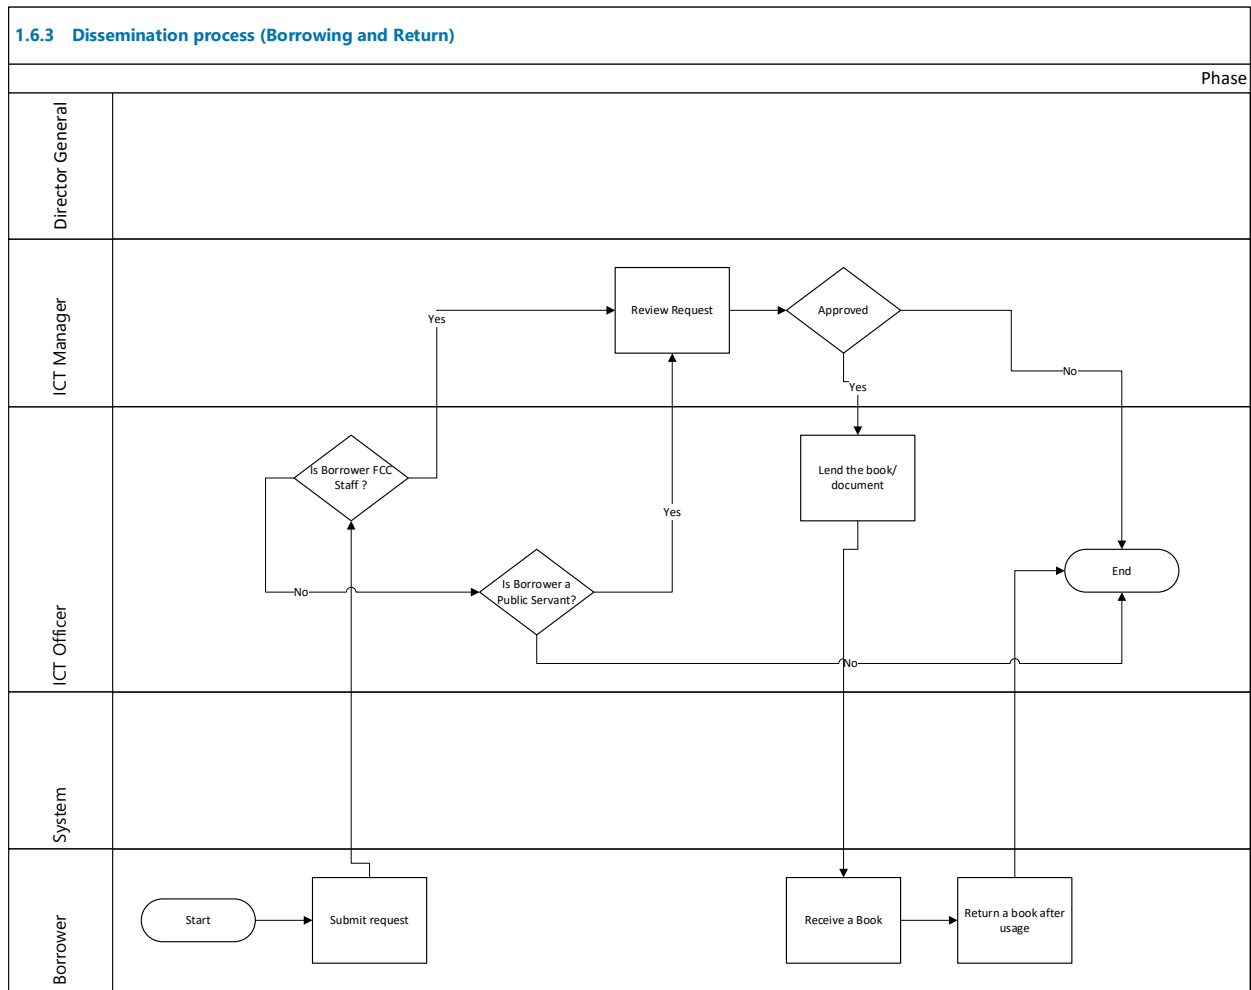 1.6.3 Dissemination process (Borrowing and Return)
Phase
Director General
ICT Manager
Review Request
Approved
Yes
No
Yes
ICT Officer
Is Borrower FCC
Staff ?
Lend the book/
document
Yes
No
Is Borrower a
Public Servant?
End
No
System
Borrower
Start
Submit request
Receive a Book
Return a book after
usage